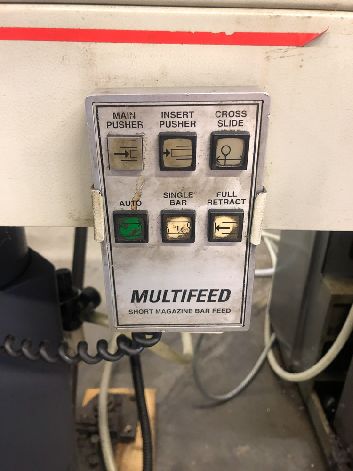 MAIN PUSHER
INSERT PUSHER
CROSS SLIDE
AUTO
SINGLE BAR
FULL RETRACT
MULTIFEED
SHORT MAGAZINE BAR FEED